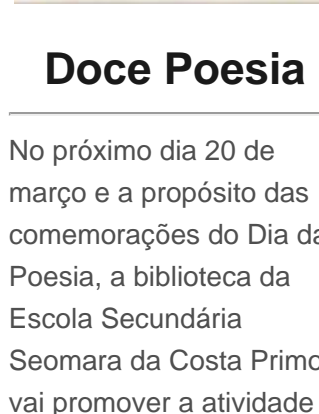 Doce Poesia
No próximo dia 20 de
março e a propósito das
comemorações do Dia da
Poesia, a biblioteca da
Escola Secundária
Seomara da Costa Primo
vai promover a atividade